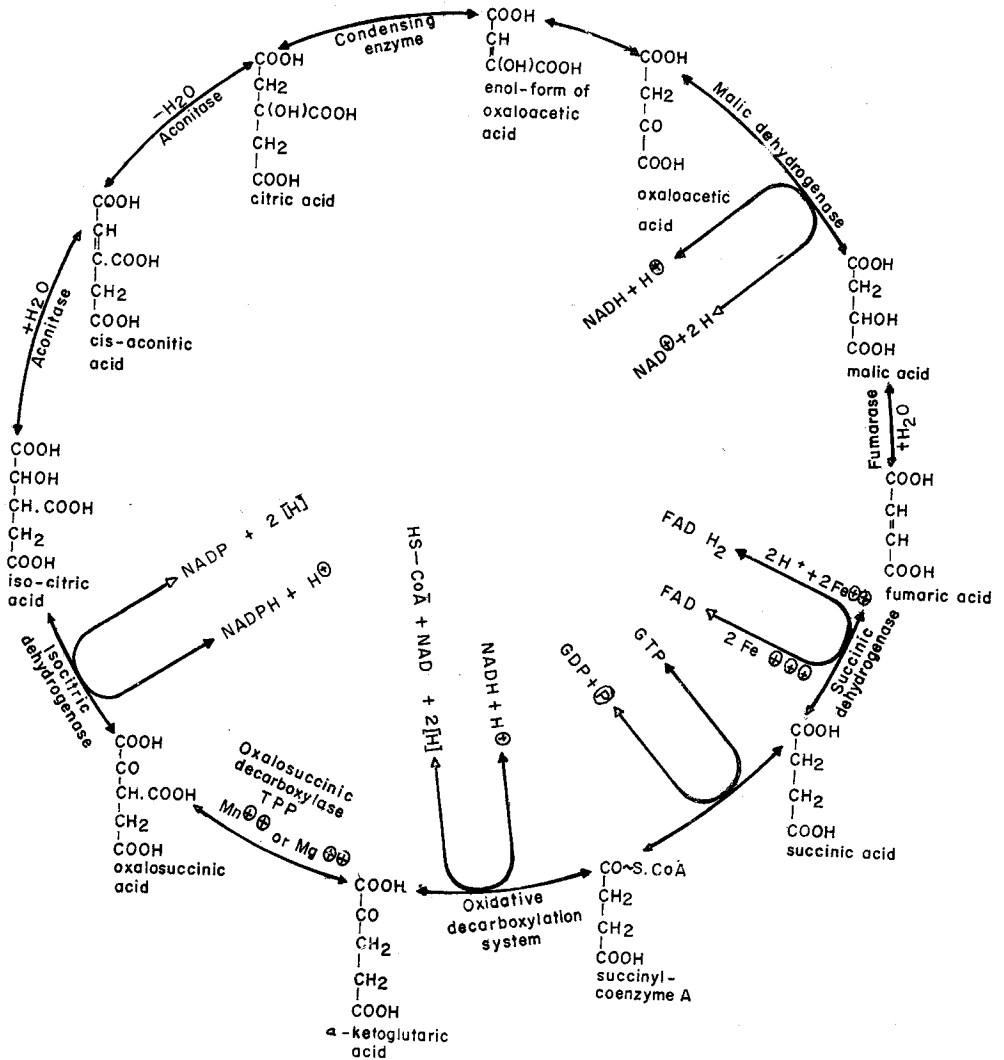 Condensing
enzyme
COOH
CH
C(OH)COOH
enol-form of
oxaloacetic
acid
COOH
CH2
CO
COOH
oxaloacetic
acid
Malic dehydrogenase
NADH + H⊕
NAD⊕ + 2 H
COOH
CH2
CHOH
COOH
malic acid
Fumarase
+H2O
COOH
CH
CH
COOH
fumaric acid
FAD H2
2H + + 2Fe⊕⊕
FAD
2 Fe ⊕⊕⊕
Succinic
dehydrogenase
COOH
CH2
CH2
COOH
succinic acid
GTP
GDP + Ⓟ
CO~S.CoA
CH2
CH2
COOH
succinyl-
coenzyme A
HS-CoA + NAD + 2[H]
NADH + H⊕
Oxidative
decarboxylation
system
COOH
CO
CH2
CH2
COOH
α-ketoglutaric
acid
Oxalosuccinic
decarboxylase
TPP
Mn⊕⊕ or Mg ⊕⊕
COOH
CO
CH.COOH
CH2
COOH
oxalosuccinic
acid
Isocitric
dehydrogenase
NADP + 2 [H]
NADPH + H⊕
COOH
CHOH
CH.COOH
CH2
COOH
iso-citric
acid
+H2O
Aconitase
COOH
CH
C.COOH
CH2
COOH
cis-aconitic
acid
-H2O
Aconitase
COOH
CH2
C(OH)COOH
CH2
COOH
citric acid